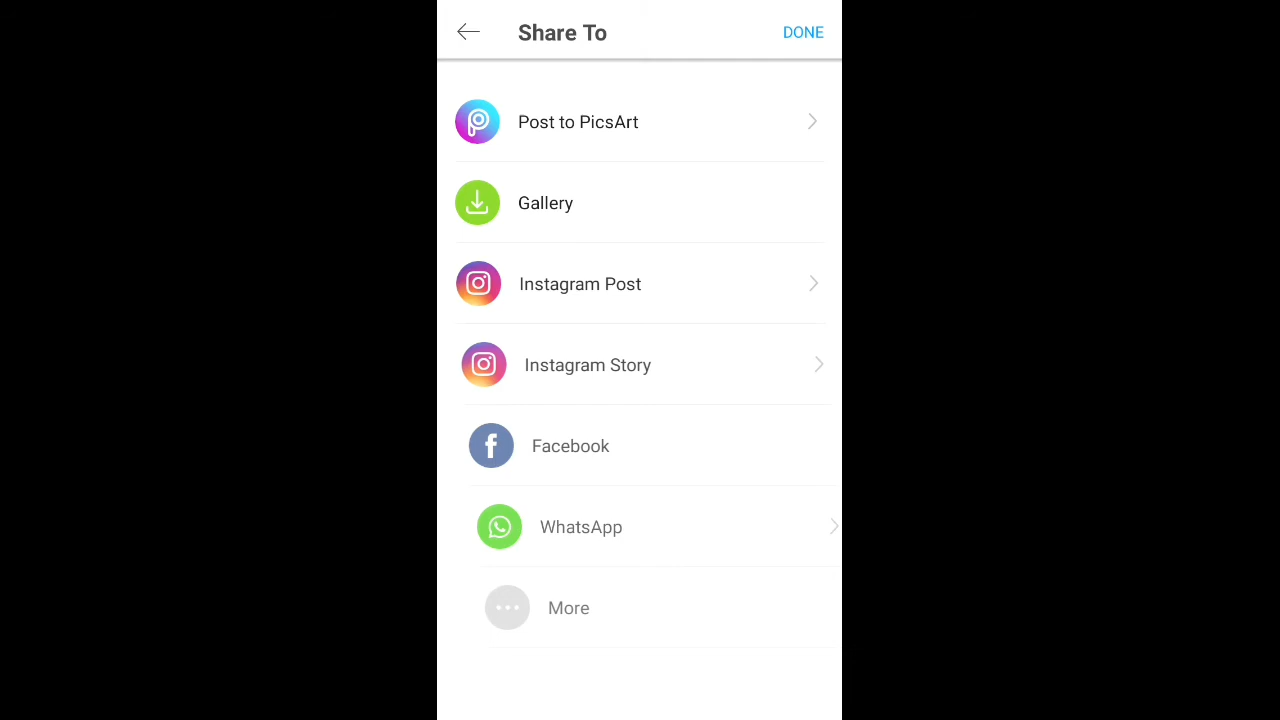 Share To
DONE
Post to PicsArt
Gallery
Instagram Post
Instagram Story
Facebook
WhatsApp
More